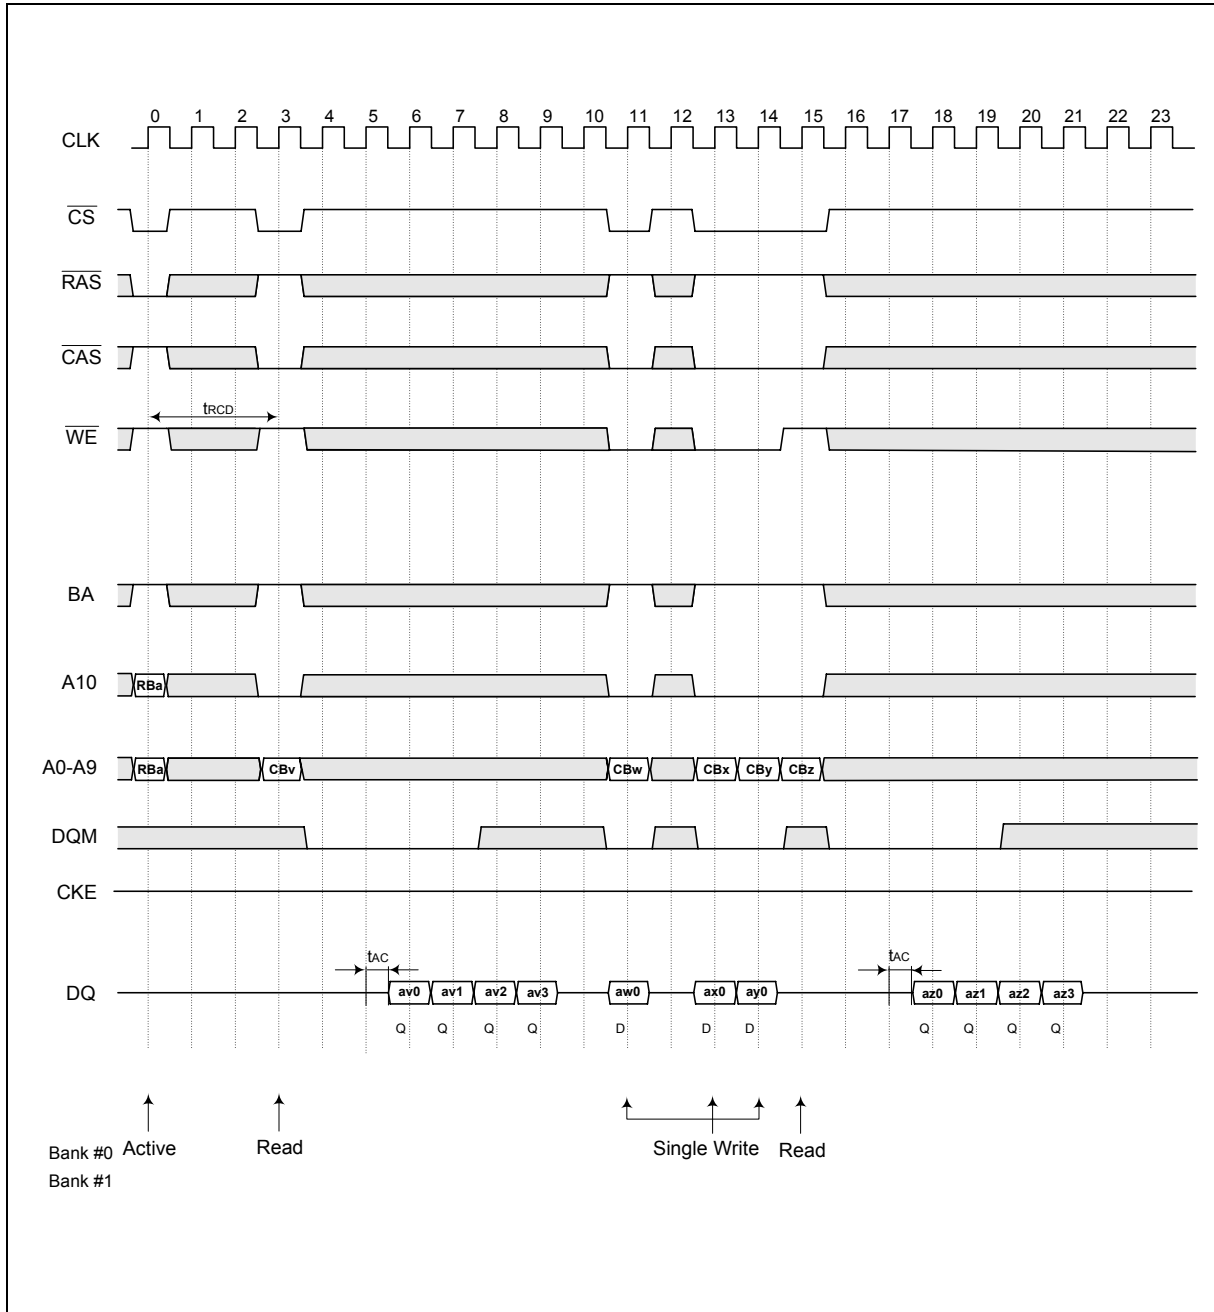 0 1 2 3 4 5 6 7 8 9 10 11 12 13 14 15 16 17 18 19 20 21 22 23
CLK
CS
RAS
CAS
tRCD
WE
BA
A10 RBa
A0-A9 RBa CBv CBw CBx CBy CBz
DQM
CKE
tAC tAC
DQ av0 av1 av2 av3 aw0 ax0 ay0 az0 az1 az2 az3
Q Q Q Q D D D Q Q Q Q
Bank #0 Active Read Single Write Read
Bank #1